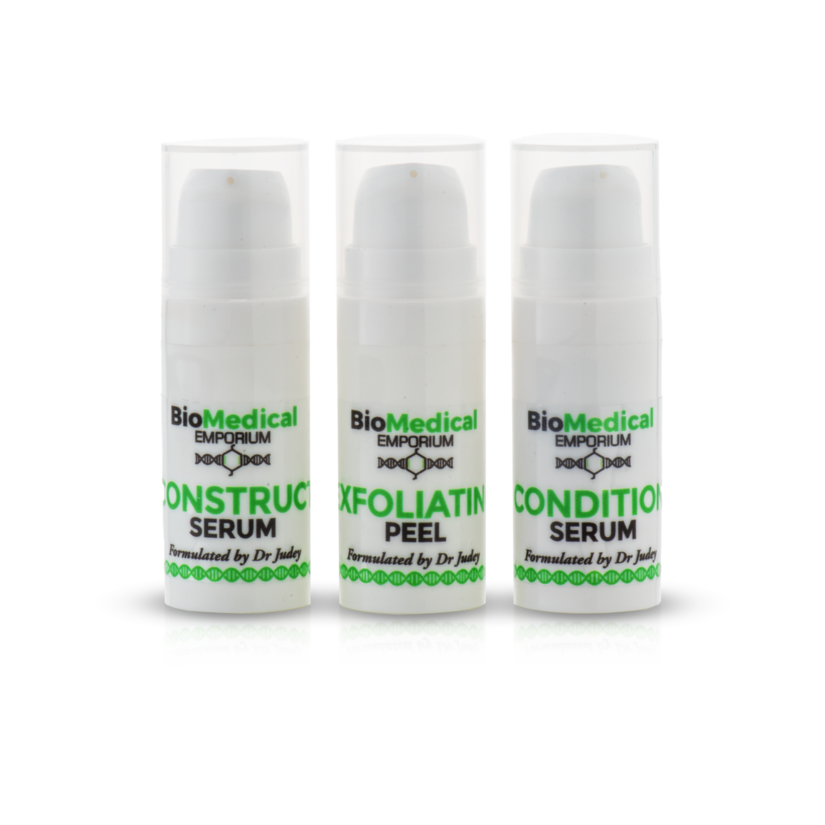 BioMedical
EMPORIUM
CONSTRUCT
SERUM
Formulated by Dr Judey
BioMedical
EMPORIUM
EXFOLIATIN
PEEL
Formulated by Dr Judey
BioMedical
EMPORIUM
CONDITION
SERUM
Formulated by Dr Judey